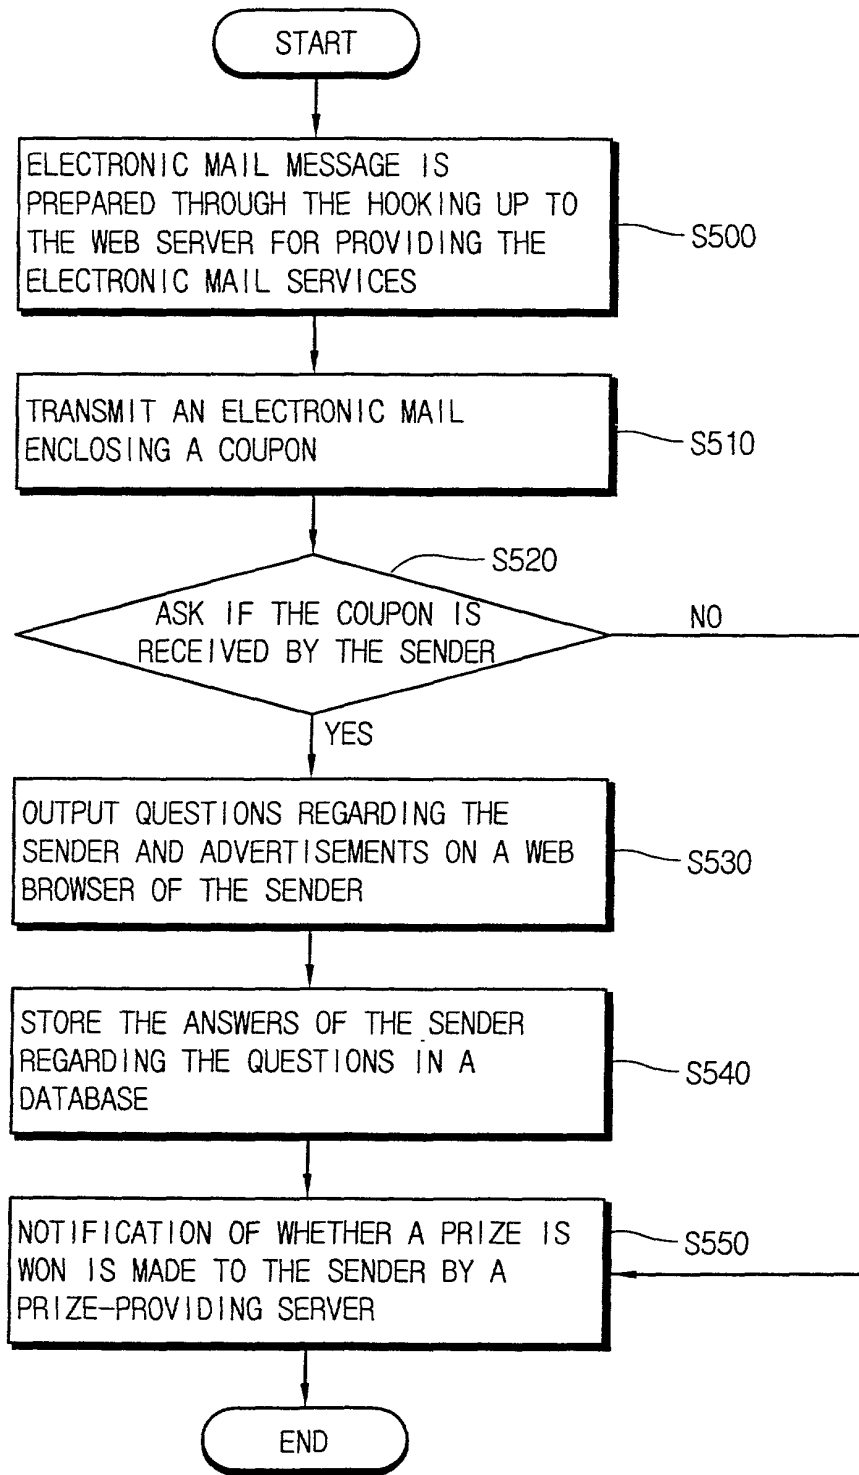 START
ELECTRONIC MAIL MESSAGE IS
PREPARED THROUGH THE HOOKING UP TO
THE WEB SERVER FOR PROVIDING THE
ELECTRONIC MAIL SERVICES
S500
TRANSMIT AN ELECTRONIC MAIL
ENCLOSING A COUPON
S510
S520
ASK IF THE COUPON IS
RECEIVED BY THE SENDER
NO
YES
OUTPUT QUESTIONS REGARDING THE
SENDER AND ADVERTISEMENTS ON A WEB
BROWSER OF THE SENDER
S530
STORE THE ANSWERS OF THE SENDER
REGARDING THE QUESTIONS IN A
DATABASE
S540
NOTIFICATION OF WHETHER A PRIZE IS
WON IS MADE TO THE SENDER BY A
PRIZE-PROVIDING SERVER
S550
END